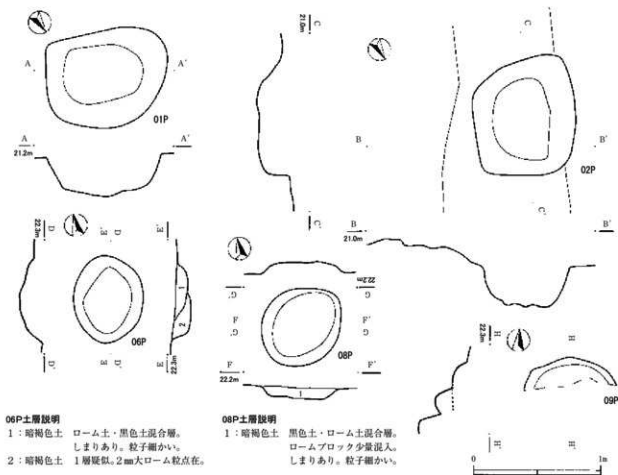 A
A'
01P
A
21.2m
A'
C
21.0m
C'
C
B
B'
02P
C'
B
21.0m
B'
22.3m
D
D
E
E
22.3m
06P
1
2
D'
D'
E'
E'
22.2m
G
G
F
F'
G'
G'
08P
F
22.2m
F'
1
22.3m
H
H
09P
H'
H'
0
1m
06P土層説明
1:暗褐色土 ローム土・黒色土混合層。
しまりあり。粒子細かい。
2:暗褐色土 1層疑似。2㎜大ローム粒点在。
08P土層説明
1:暗褐色土 黒色土・ローム土混合層。
ロームブロック少量混入。
しまりあり。粒子細かい。